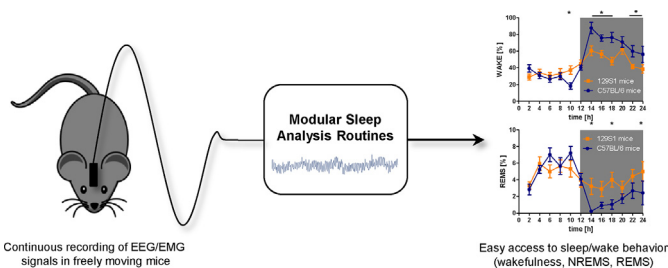 Continuous recording of EEG/EMG
signals in freely moving mice
Modular Sleep
Analysis Routines
* * *
WAKE [%]
100
80
60
40
20
0
129S1 mice
C57BL/6 mice
0 2 4 6 8 10 12 14 16 18 20 22 24
time [h]
* * *
REMS [%]
10
8
6
4
2
0
129S1 mice
C57BL/6 mice
0 2 4 6 8 10 12 14 16 18 20 22 24
time [h]
Easy access to sleep/wake behavior
(wakefulness, NREMS, REMS)